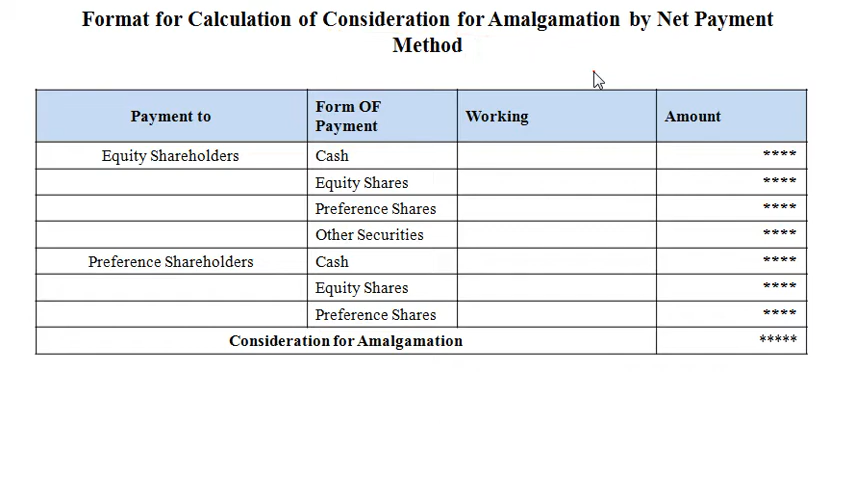 Format for Calculation of Consideration for Amalgamation by Net Payment
Method
Payment to Form OF Payment Working Amount
Equity Shareholders Cash ****
Equity Shares ****
Preference Shares ****
Other Securities ****
Preference Shareholders Cash ****
Equity Shares ****
Preference Shares ****
Consideration for Amalgamation *****